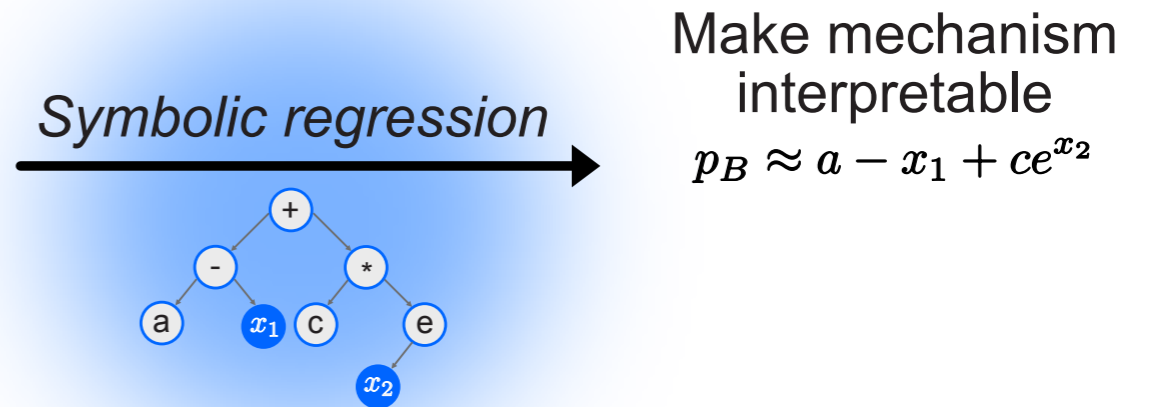 Make mechanism
interpretable
Symbolic regression
p_B ≈ a − x_1 + ce^{x_2}
+
- *
a x_1 c e
x_2